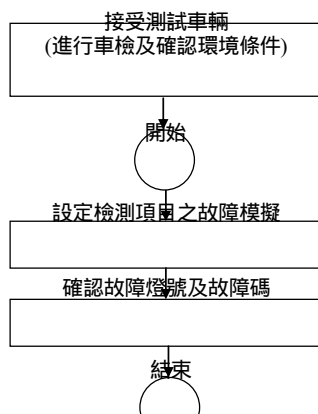 接受測試車輛
(進行車檢及確認環境條件)
開始
設定檢測項目之故障模擬
確認故障燈號及故障碼
結束